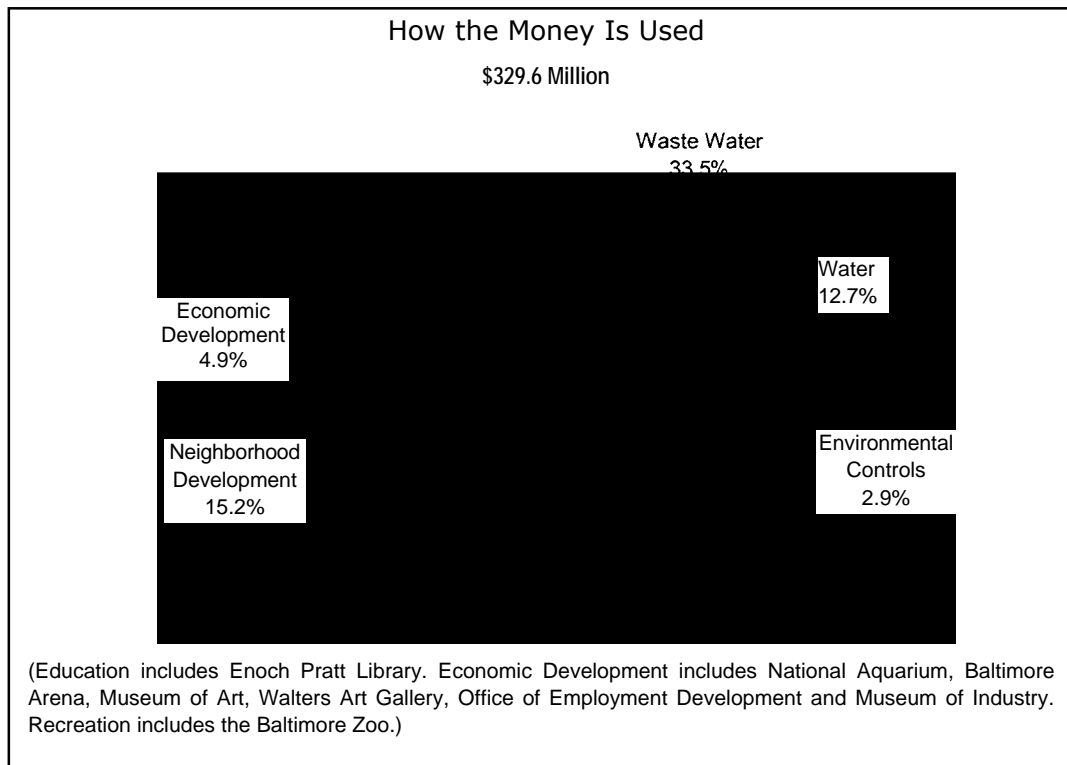 How the Money Is Used
$329.6 Million
Waste Water
33.5%
Water
12.7%
Economic
Development
4.9%
Neighborhood
Development
15.2%
Environmental
Controls
2.9%
(Education includes Enoch Pratt Library. Economic Development includes National Aquarium, Baltimore
Arena, Museum of Art, Walters Art Gallery, Office of Employment Development and Museum of Industry.
Recreation includes the Baltimore Zoo.)